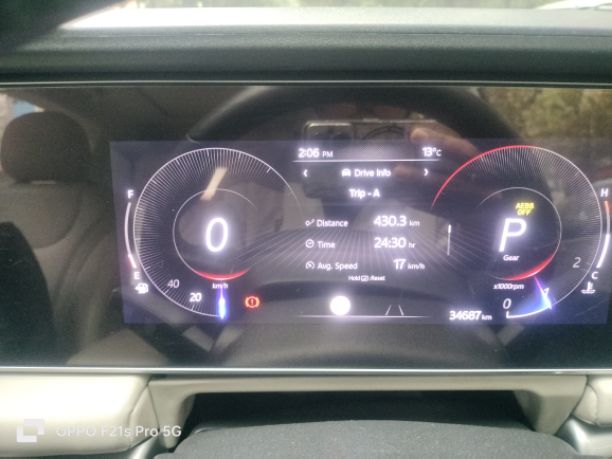 2:06 PM 13°C
Drive Info
Trip - A
Distance 430.3 km
Time 24:30 hr
Avg. Speed 17 km/h
Hold OK :Reset
F
E
0
40
20
km/h
AEBS
OFF
P
Gear
x1000rpm
0
2
H
C
34687 km
OPPO F21s Pro 5G